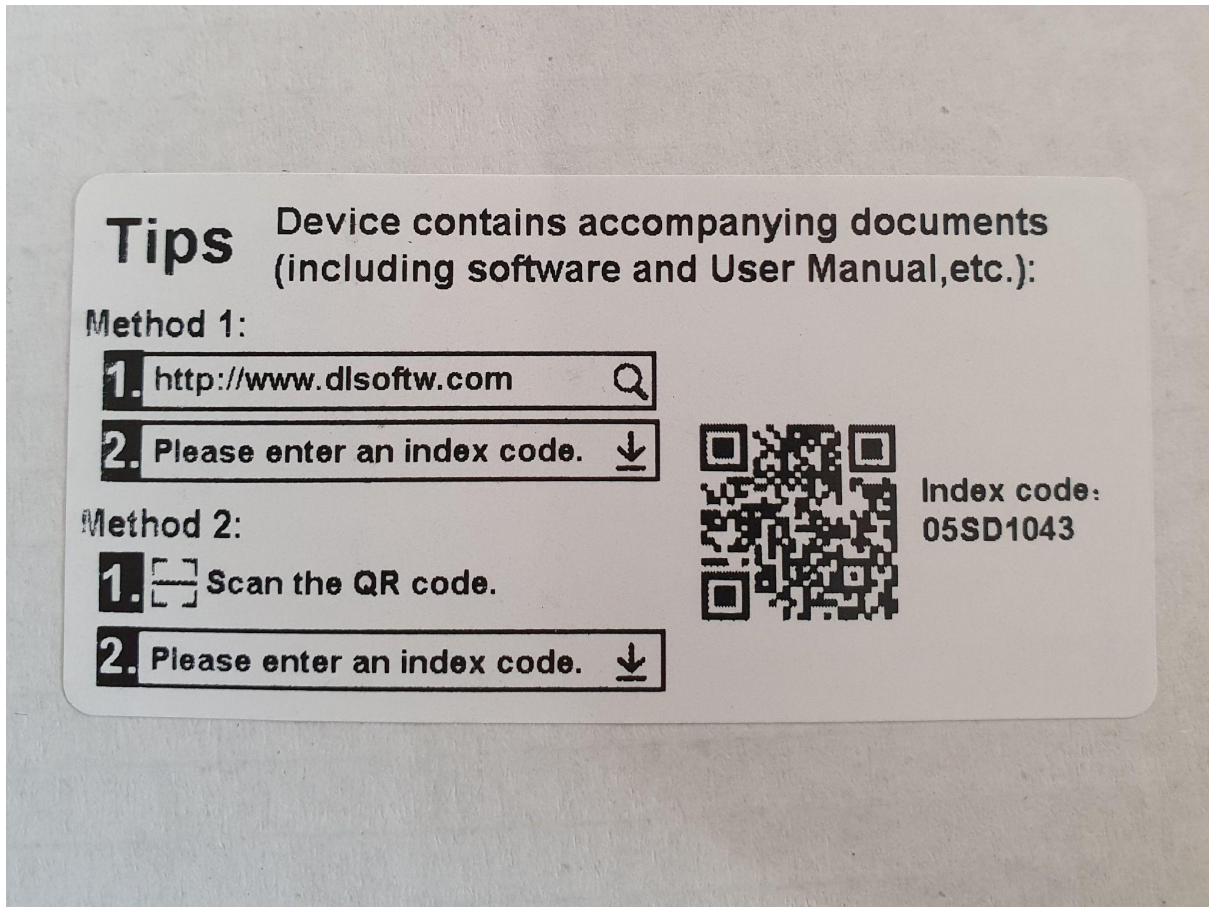 Tips
Device contains accompanying documents
(including software and User Manual,etc.):
Method 1:
1. http://www.dlsoftw.com
2. Please enter an index code.
Method 2:
1. Scan the QR code.
2. Please enter an index code.
Index code:
05SD1043